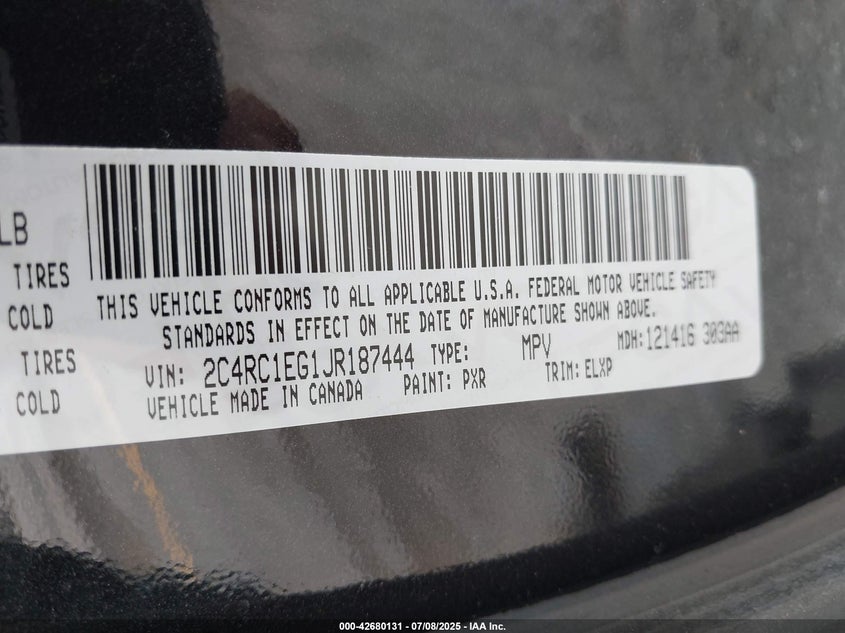 LB
TIRES
COLD
TIRES
COLD
THIS VEHICLE CONFORMS TO ALL APPLICABLE U.S.A. FEDERAL MOTOR VEHICLE SAFETY
STANDARDS IN EFFECT ON THE DATE OF MANUFACTURE SHOWN ABOVE.
VIN: 2C4RC1EG1JR187444 TYPE: MPV MDH:121416 303AA
VEHICLE MADE IN CANADA PAINT: PXR TRIM: ELXP
000-42680131 - 07/08/2025 - IAA Inc.